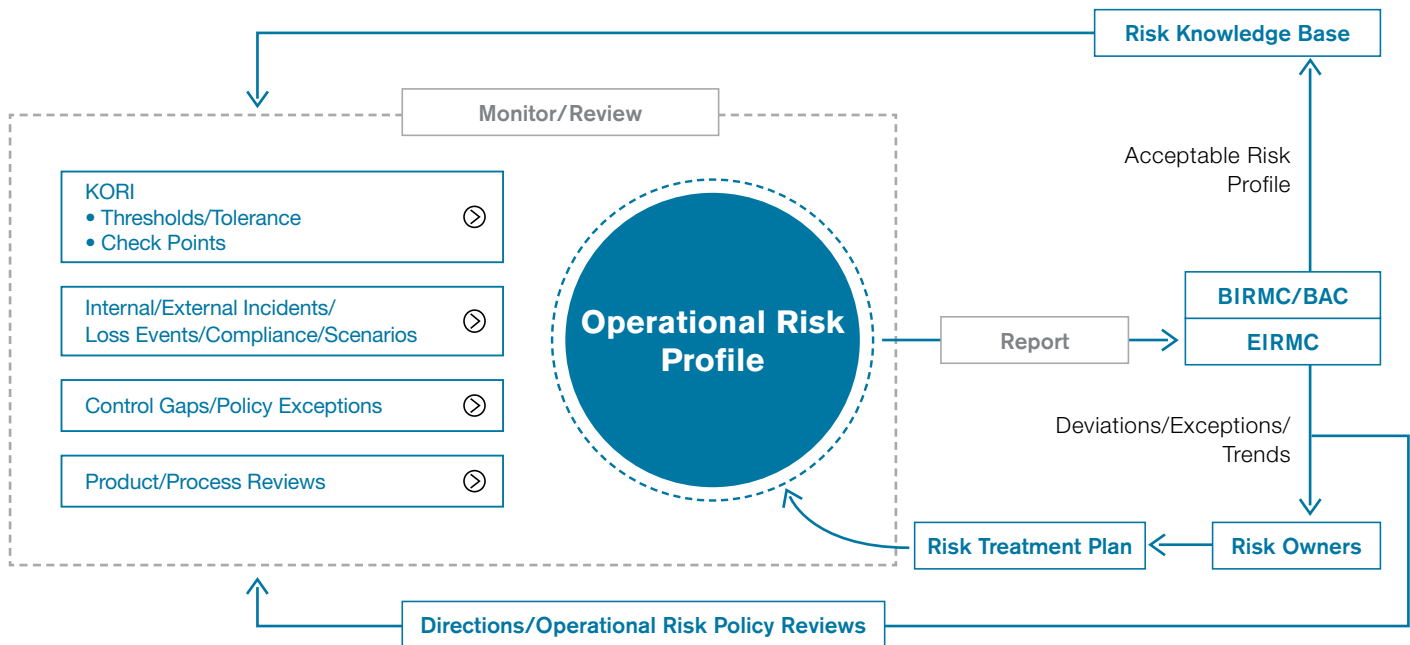 Risk Knowledge Base
Monitor/Review
KORI
• Thresholds/Tolerance
• Check Points
Internal/External Incidents/
Loss Events/Compliance/Scenarios
Control Gaps/Policy Exceptions
Product/Process Reviews
Operational Risk
Profile
Report
Acceptable Risk
Profile
BIRMC/BAC
EIRMC
Deviations/Exceptions/
Trends
Risk Treatment Plan
Risk Owners
Directions/Operational Risk Policy Reviews